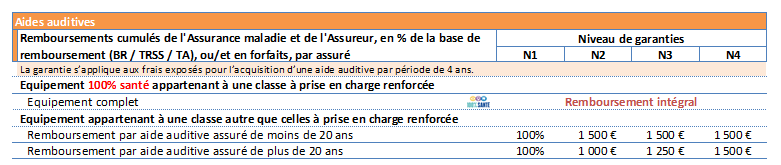 Aides auditives
Remboursements cumulés de l'Assurance maladie et de l'Assureur, en % de la base de remboursement (BR / TRSS / TA), ou/et en forfaits, par assuré
Niveau de garanties
N1 N2 N3 N4
La garantie s'applique aux frais exposés pour l'acquisition d'une aide auditive par période de 4 ans.
Equipement 100% santé appartenant à une classe à prise en charge renforcée
Equipement complet 100% SANTÉ Remboursement intégral
Equipement appartenant à une classe autre que celles à prise en charge renforcée
Remboursement par aide auditive assuré de moins de 20 ans 100% 1 500 € 1 500 € 1 500 €
Remboursement par aide auditive assuré de plus de 20 ans 100% 1 000 € 1 250 € 1 500 €